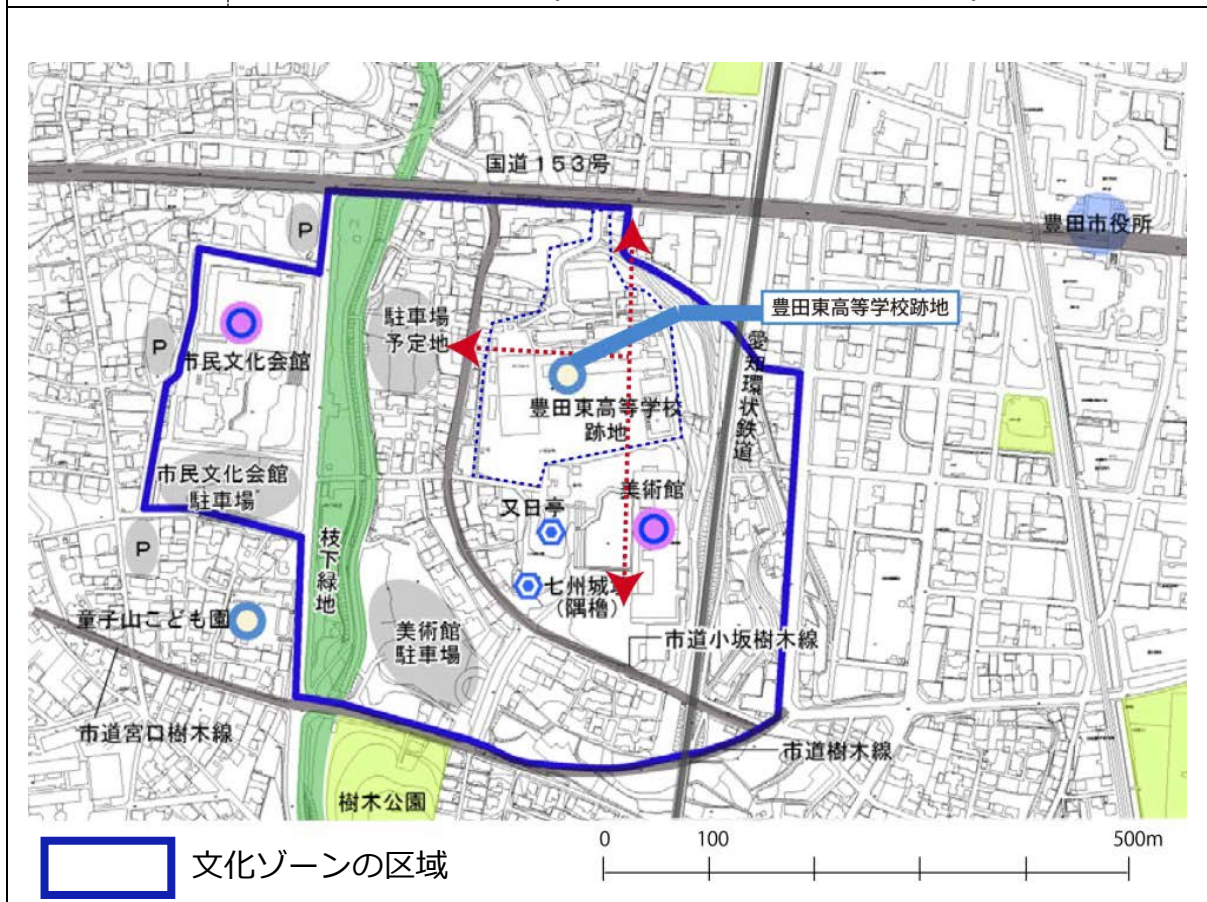 国道153号
P
豊田市役所
豊田東高等学校跡地
駐車場
予定地
P
市民文化会館
愛知環状鉄道
豊田東高等学校
跡地
市民文化会館
駐車場
美術館
又日亭
P
枝下緑地
七州城
(隅櫓)
童子山こども園
美術館
駐車場
市道小坂樹木線
市道宮口樹木線
市道樹木線
樹木公園
文化ゾーンの区域
0 100 500m